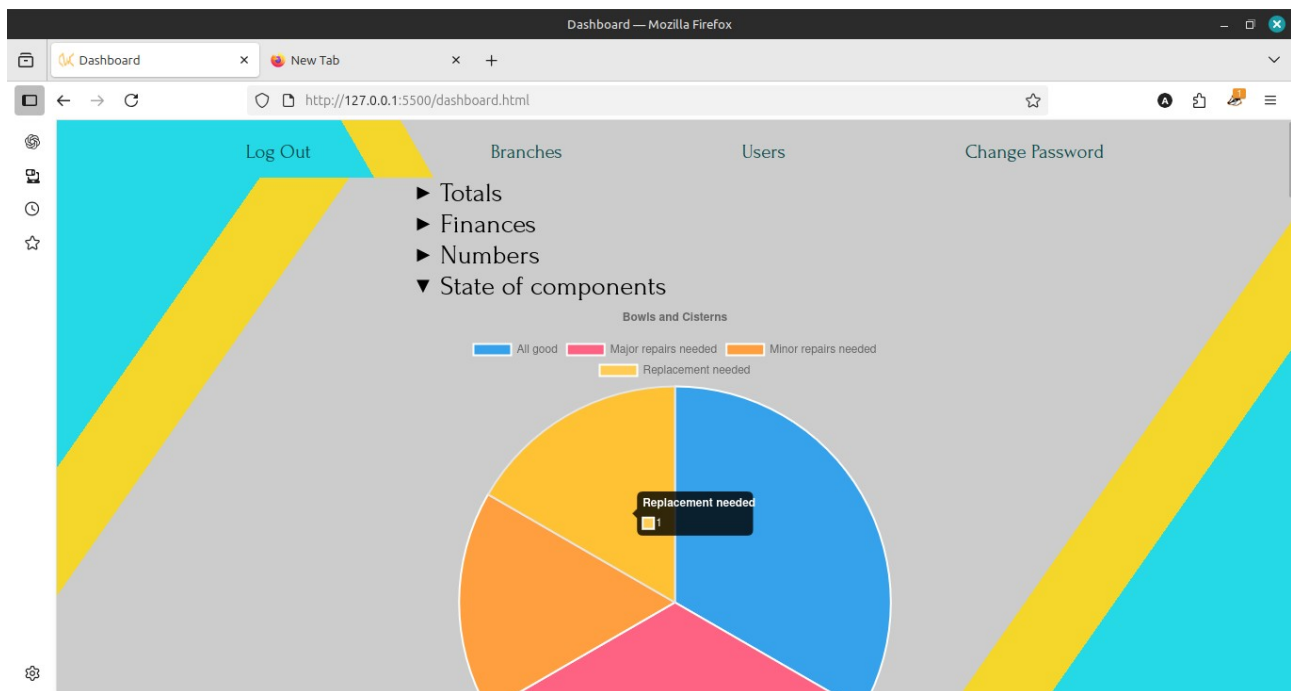 Dashboard — Mozilla Firefox
Dashboard New Tab
http://127.0.0.1:5500/dashboard.html
Log Out Branches Users Change Password
► Totals
► Finances
► Numbers
▼ State of components
Bowls and Cisterns
All good Major repairs needed Minor repairs needed
Replacement needed
Replacement needed
1